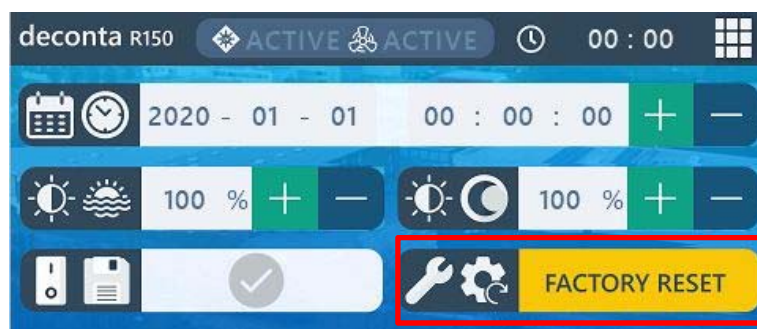 deconta R150 ACTIVE ACTIVE 00 : 00
2020 - 01 - 01 00 : 00 : 00 + −
100 % + − 100 % + −
FACTORY RESET